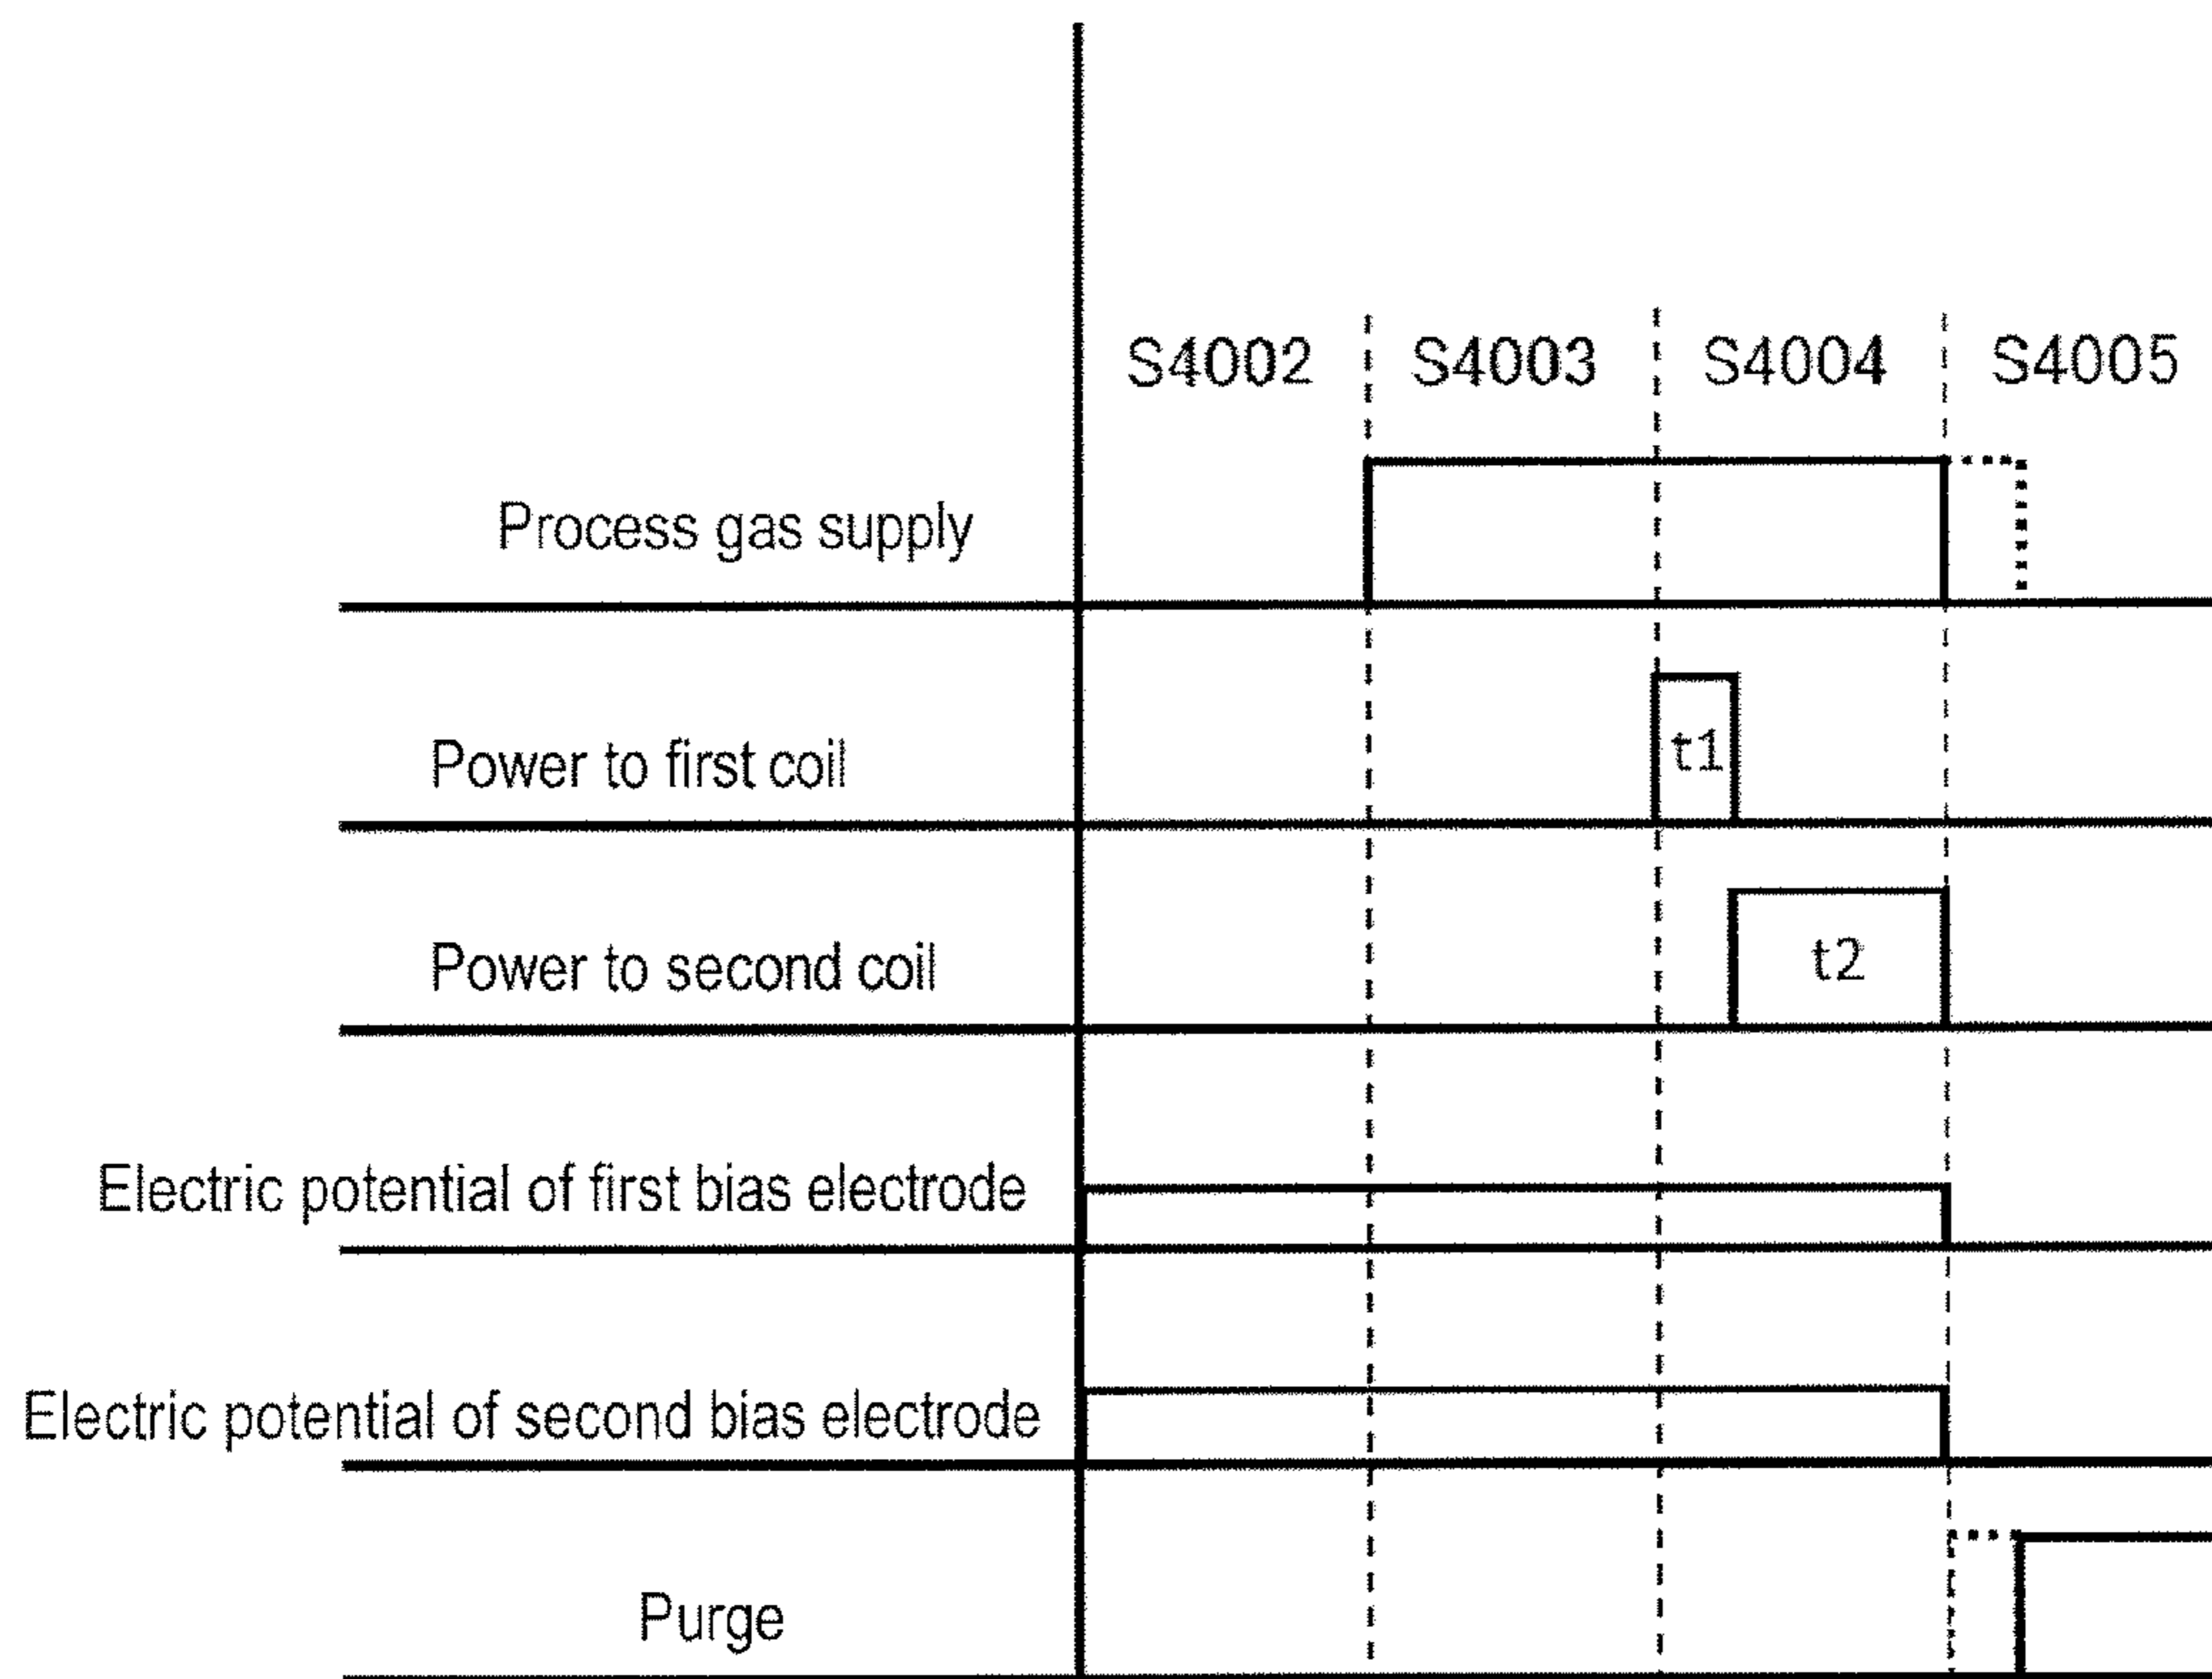 S4002 S4003 S4004 S4005
Process gas supply
Power to first coil
t1
Power to second coil
t2
Electric potential of first bias electrode
Electric potential of second bias electrode
Purge